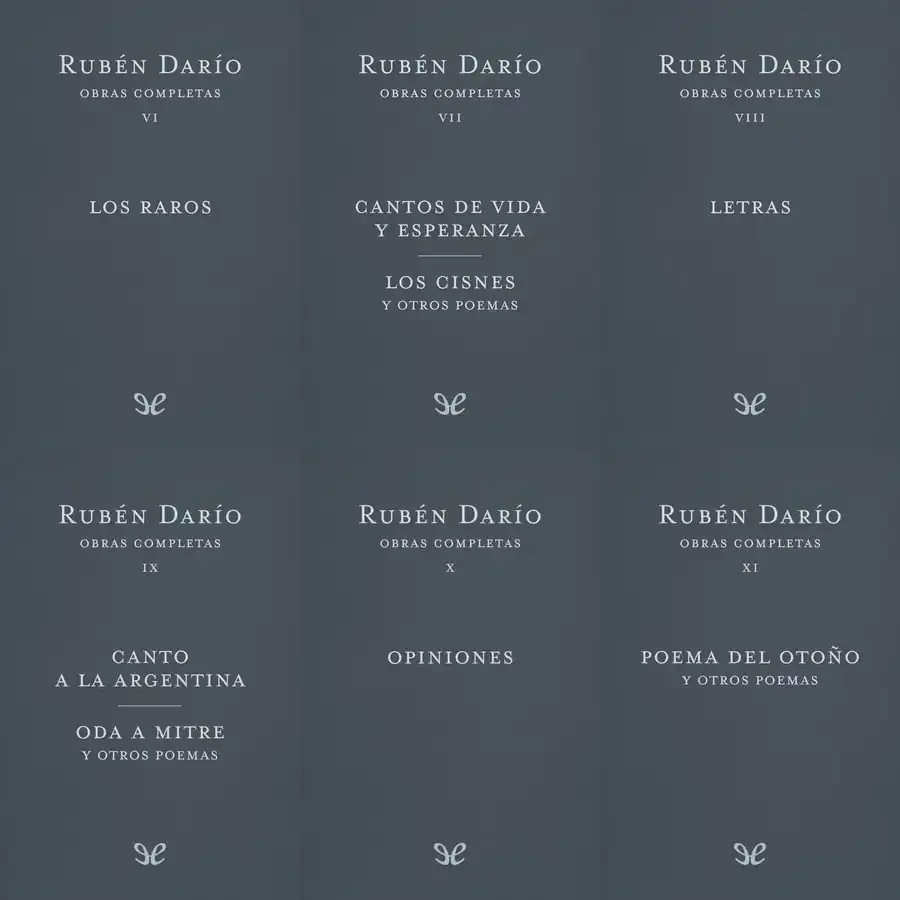 RUBÉN DARÍO
OBRAS COMPLETAS
VI
LOS RAROS
RUBÉN DARÍO
OBRAS COMPLETAS
VII
CANTOS DE VIDA
Y ESPERANZA
LOS CISNES
Y OTROS POEMAS
RUBÉN DARÍO
OBRAS COMPLETAS
VIII
LETRAS
RUBÉN DARÍO
OBRAS COMPLETAS
IX
CANTO
A LA ARGENTINA
ODA A MITRE
Y OTROS POEMAS
RUBÉN DARÍO
OBRAS COMPLETAS
X
OPINIONES
RUBÉN DARÍO
OBRAS COMPLETAS
XI
POEMA DEL OTOÑO
Y OTROS POEMAS